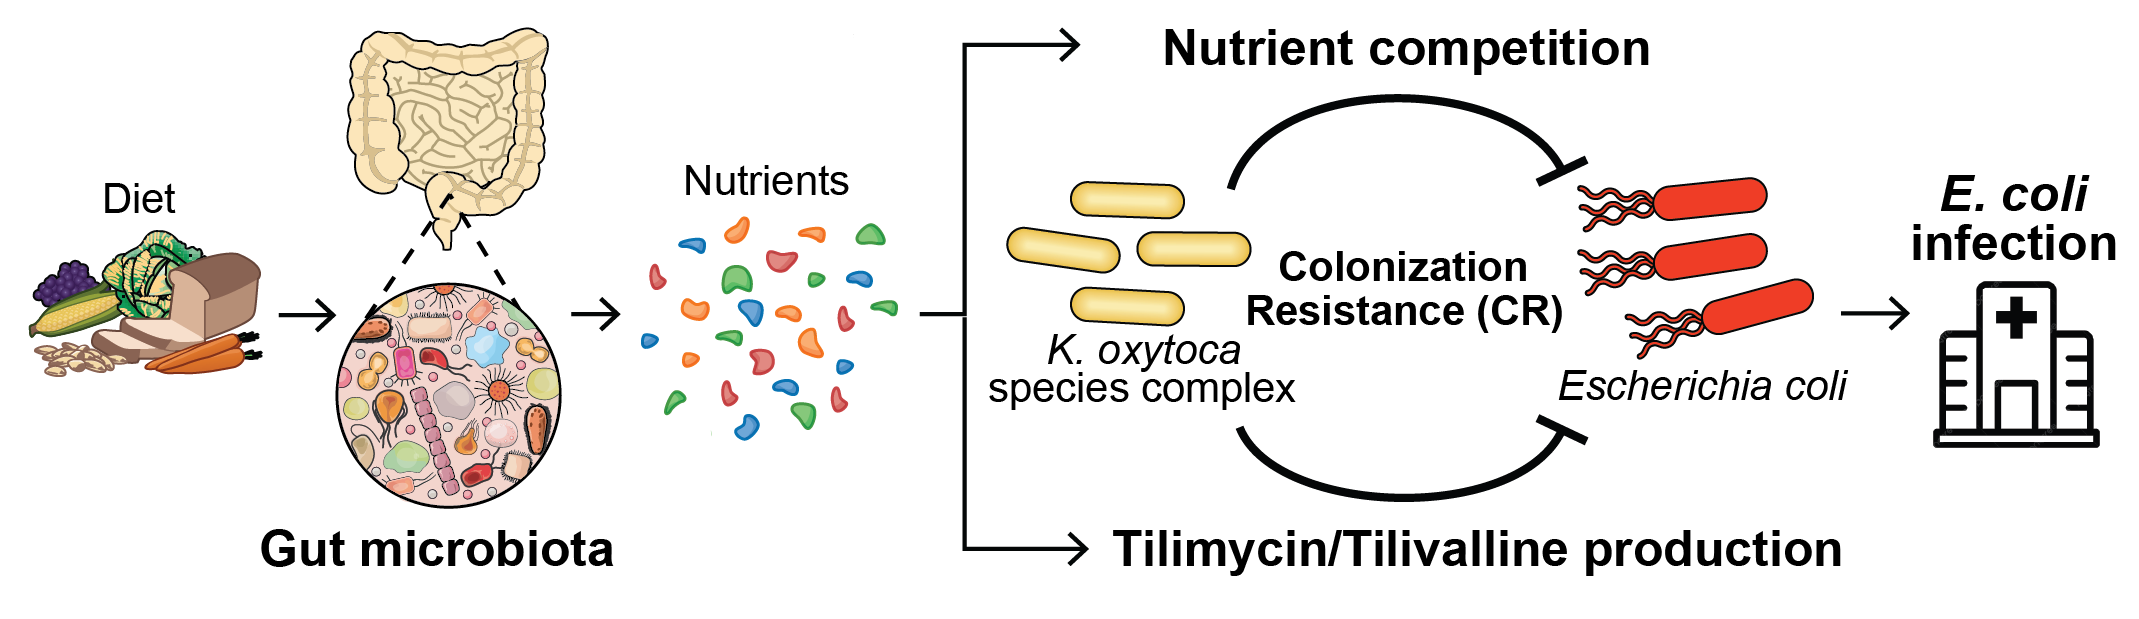 Diet
Gut microbiota
Nutrients
Nutrient competition
Colonization
Resistance (CR)
K. oxytoca
species complex
Escherichia coli
Tilimycin/Tilivalline production
E. coli
infection